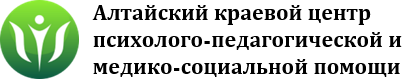 Алтайский краевой центр
психолого-педагогической и
медико-социальной помощи